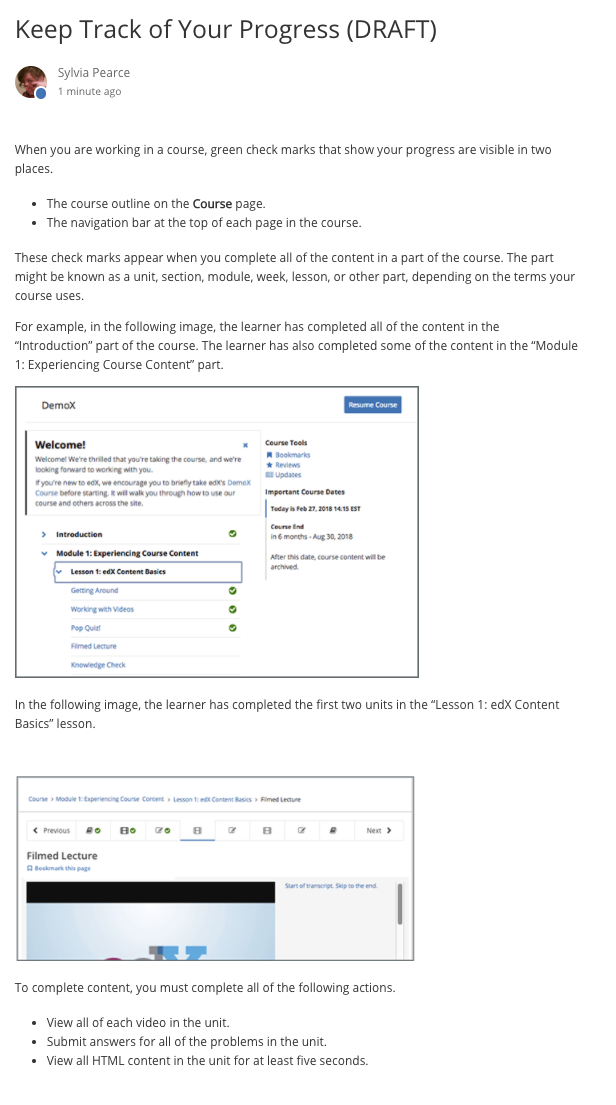 Keep Track of Your Progress (DRAFT)
Sylvia Pearce
1 minute ago
When you are working in a course, green check marks that show your progress are visible in two
places.
• The course outline on the Course page.
• The navigation bar at the top of each page in the course.
These check marks appear when you complete all of the content in a part of the course. The part
might be known as a unit, section, module, week, lesson, or other part, depending on the terms your
course uses.
For example, in the following image, the learner has completed all of the content in the
“Introduction” part of the course. The learner has also completed some of the content in the “Module
1: Experiencing Course Content” part.
DemoX
Resume Course
Welcome!
Welcome! We're thrilled that you're taking the course, and we're
looking forward to working with you.
If you're new to edX, we encourage you to briefly take edX's DemoX
Course before starting. It will walk you through how to use our
course and others across the site.
Course Tools
Bookmarks
Reviews
Updates
Important Course Dates
Today is Feb 27, 2018 14:15 EST
Course End
in 6 months - Aug 30, 2018
After this date, course content will be
archived.
Introduction
Module 1: Experiencing Course Content
Lesson 1: edX Content Basics
Getting Around
Working with Videos
Pop Quiz!
Filmed Lecture
Knowledge Check
In the following image, the learner has completed the first two units in the “Lesson 1: edX Content
Basics” lesson.
Course > Module 1: Experiencing Course Content > Lesson 1: edX Content Basics > Filmed Lecture
Previous
Next
Filmed Lecture
Bookmark this page
Start of transcript. Skip to the end.
edX
To complete content, you must complete all of the following actions.
• View all of each video in the unit.
• Submit answers for all of the problems in the unit.
• View all HTML content in the unit for at least five seconds.